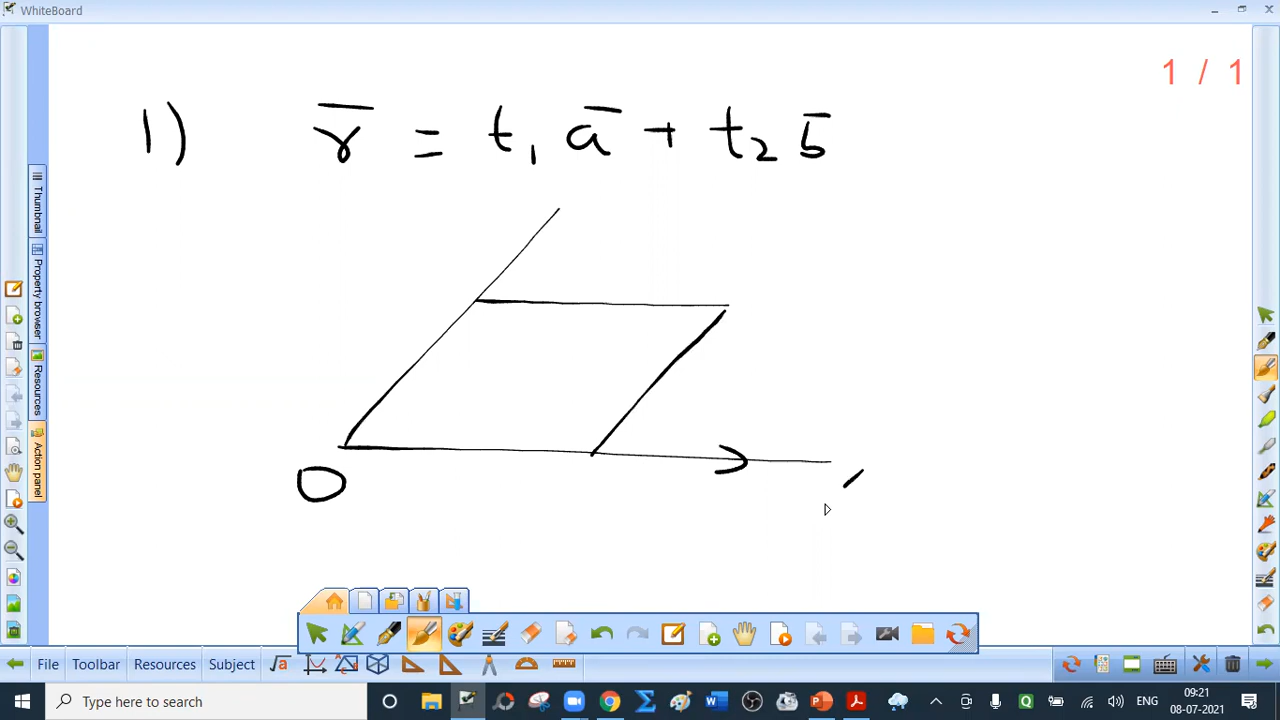 WhiteBoard
1 / 1
1) r̅ = t₁ a̅ + t₂ b̅
O
Thumbnail
Property browser
Resources
Action panel
File Toolbar Resources Subject
Type here to search
ENG
09:21
08-07-2021